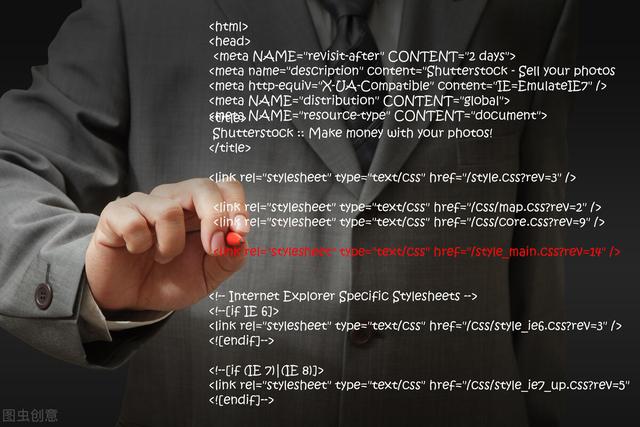 <html>
<head>
<meta NAME="revisit-after" CONTENT="2 days">
<meta name="description" content="Shutterstock - Sell your photos
<meta http-equiv="X-UA-Compatible" content="IE=EmulateIE7" />
<meta NAME="distribution" CONTENT="global">
<meta NAME="resource-type" CONTENT="document">
<title>
Shutterstock :: Make money with your photos!
</title>
<link rel="stylesheet" type="text/css" href="/style.css?rev=3" />
<link rel="stylesheet" type="text/css" href="/css/map.css?rev=2" />
<link rel="stylesheet" type="text/css" href="/css/core.css?rev=9" />
<link rel="stylesheet" type="text/css" href="/style_main.css?rev=14" />
<!-- Internet Explorer Specific Stylesheets -->
<!--[if IE 6]>
<link rel="stylesheet" type="text/css" href="/css/style_ie6.css?rev=3" />
<![endif]-->
<!--[if (IE 7)|(IE 8)]>
<link rel="stylesheet" type="text/css" href="/css/style_ie7_up.css?rev=5"
<![endif]-->
图虫创意